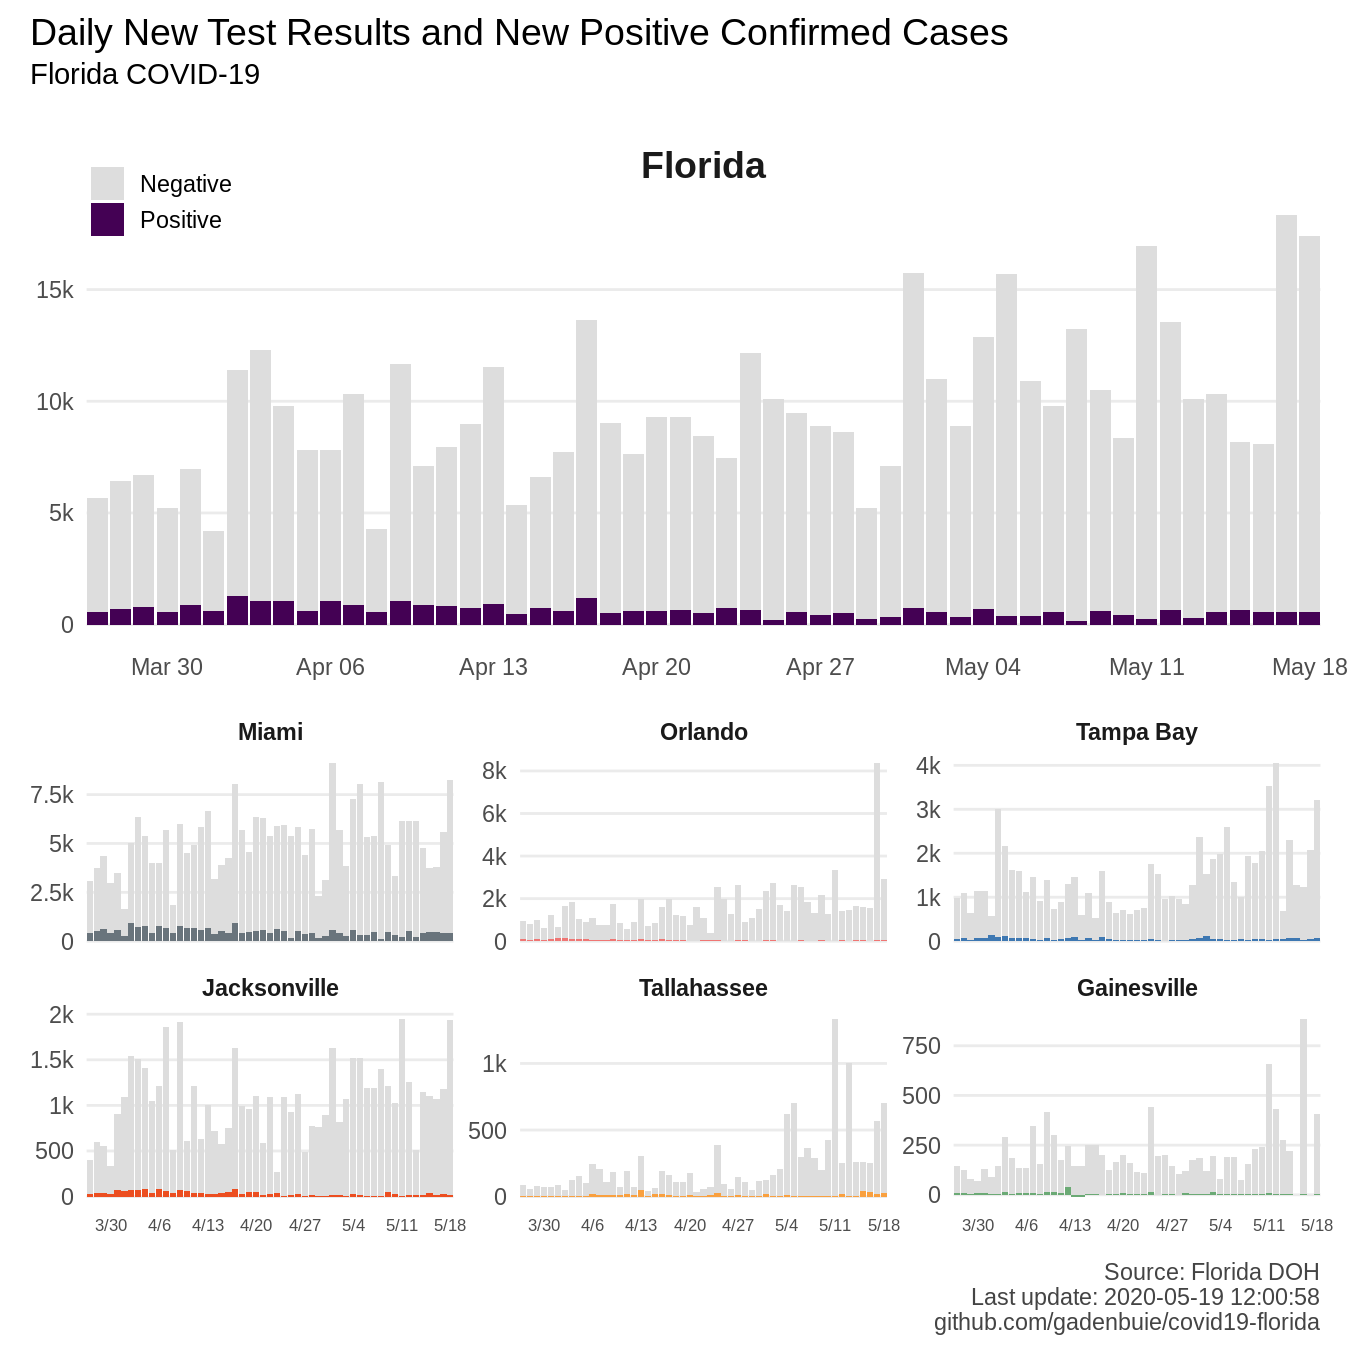 Daily New Test Results and New Positive Confirmed Cases
Florida COVID-19
Florida
Negative
Positive
15k
10k
5k
0
Mar 30 Apr 06 Apr 13 Apr 20 Apr 27 May 04 May 11 May 18
Miami
7.5k
5k
2.5k
0
Orlando
8k
6k
4k
2k
0
Tampa Bay
4k
3k
2k
1k
0
Jacksonville
2k
1.5k
1k
500
0
3/30 4/6 4/13 4/20 4/27 5/4 5/11 5/18
Tallahassee
1k
500
0
3/30 4/6 4/13 4/20 4/27 5/4 5/11 5/18
Gainesville
750
500
250
0
3/30 4/6 4/13 4/20 4/27 5/4 5/11 5/18
Source: Florida DOH
Last update: 2020-05-19 12:00:58
github.com/gadenbuie/covid19-florida